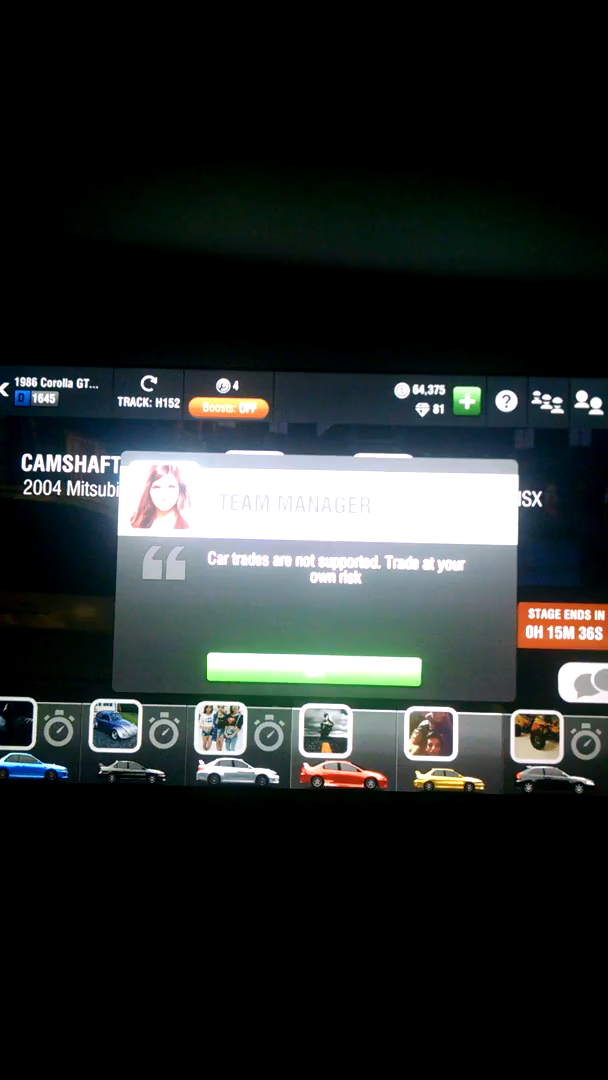 1986 Corolla GT...
D 1645
TRACK: H152
4
Boosts: OFF
64,375
81
?
CAMSHAFT
2004 Mitsubi
TEAM MANAGER
Car trades are not supported. Trade at your
own risk
STAGE ENDS IN
0H 15M 36S